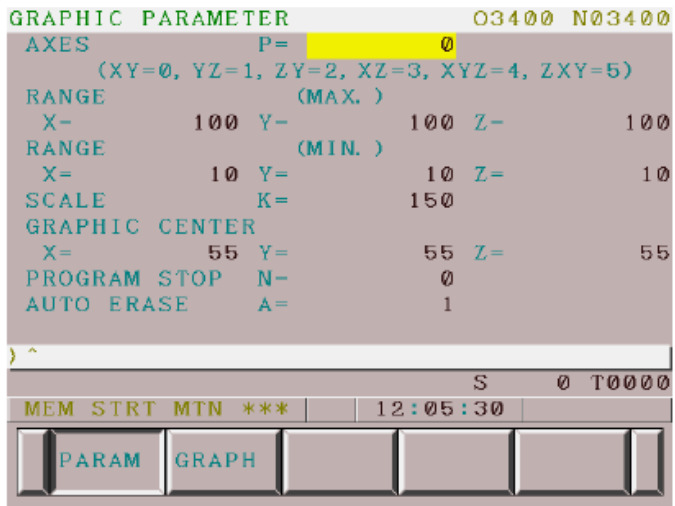 GRAPHIC PARAMETER O3400 N03400
AXES P= 0
(XY=0, YZ=1, ZY=2, XZ=3, XYZ=4, ZXY=5)
RANGE (MAX. )
X- 100 Y- 100 Z- 100
RANGE (MIN. )
X= 10 Y= 10 Z= 10
SCALE K= 150
GRAPHIC CENTER
X= 55 Y= 55 Z= 55
PROGRAM STOP N- 0
AUTO ERASE A= 1
) ^
S 0 T0000
MEM STRT MTN *** 12:05:30
PARAM GRAPH